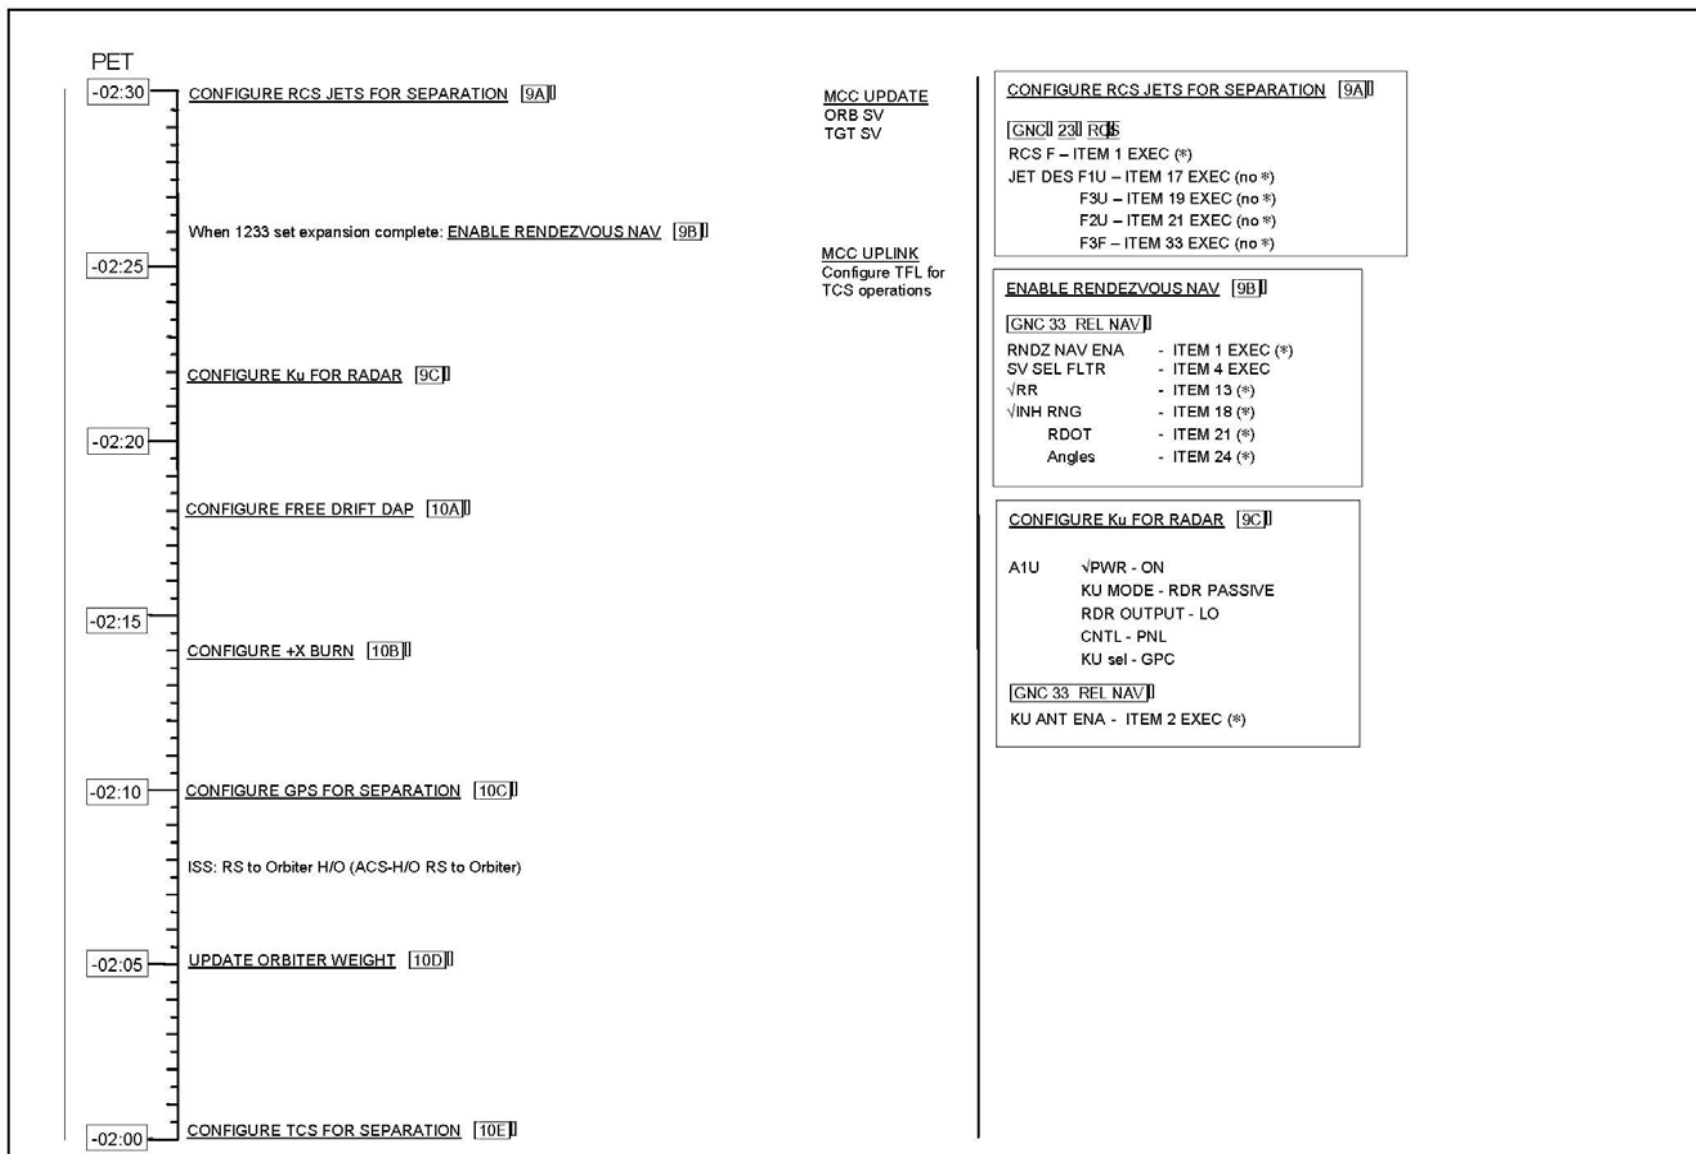 PET
-02:30
CONFIGURE RCS JETS FOR SEPARATION [9A]
MCC UPDATE
ORB SV
TGT SV
When 1233 set expansion complete: ENABLE RENDEZVOUS NAV [9B]
-02:25
MCC UPLINK
Configure TFL for
TCS operations
CONFIGURE Ku FOR RADAR [9C]
-02:20
CONFIGURE FREE DRIFT DAP [10A]
-02:15
CONFIGURE +X BURN [10B]
-02:10
CONFIGURE GPS FOR SEPARATION [10C]
ISS: RS to Orbiter H/O (ACS-H/O RS to Orbiter)
-02:05
UPDATE ORBITER WEIGHT [10D]
-02:00
CONFIGURE TCS FOR SEPARATION [10E]
CONFIGURE RCS JETS FOR SEPARATION [9A]
GNC 23 RCS
RCS F – ITEM 1 EXEC (*)
JET DES F1U – ITEM 17 EXEC (no *)
F3U – ITEM 19 EXEC (no *)
F2U – ITEM 21 EXEC (no *)
F3F – ITEM 33 EXEC (no *)
ENABLE RENDEZVOUS NAV [9B]
GNC 33 REL NAV
RNDZ NAV ENA - ITEM 1 EXEC (*)
SV SEL FLTR - ITEM 4 EXEC
√RR - ITEM 13 (*)
√INH RNG - ITEM 18 (*)
RDOT - ITEM 21 (*)
Angles - ITEM 24 (*)
CONFIGURE Ku FOR RADAR [9C]
A1U √PWR - ON
KU MODE - RDR PASSIVE
RDR OUTPUT - LO
CNTL - PNL
KU sel - GPC
GNC 33 REL NAV
KU ANT ENA - ITEM 2 EXEC (*)